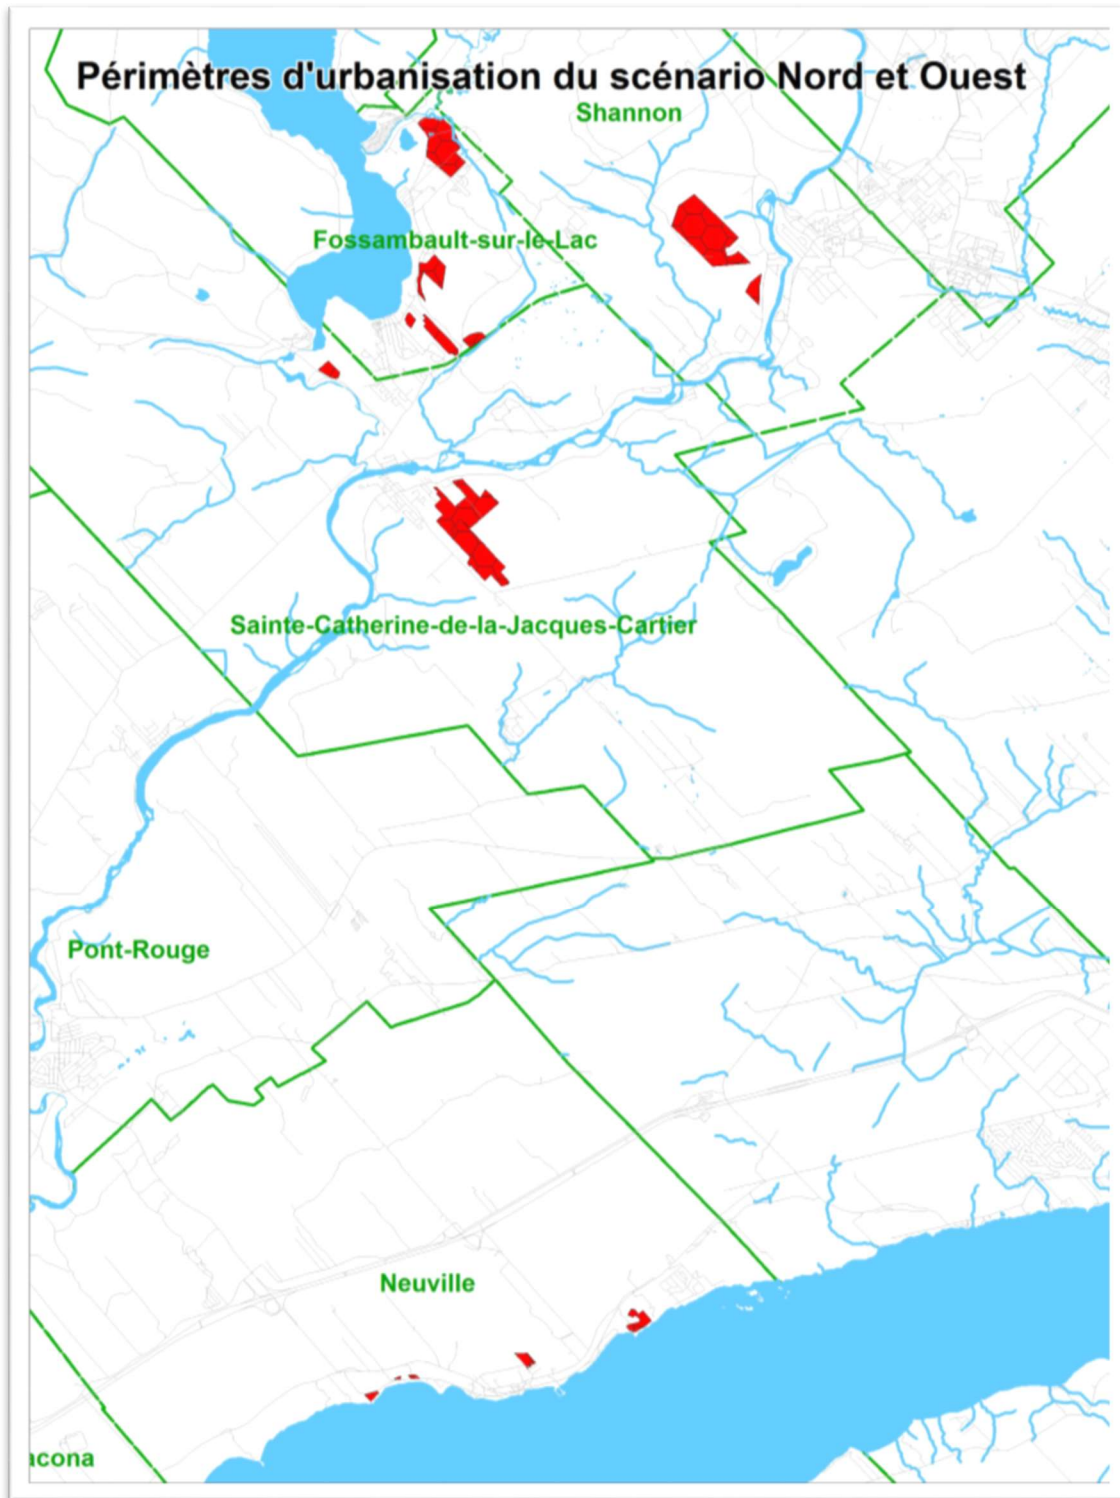 Périmètres d'urbanisation du scénario Nord et Ouest
Shannon
Fossambault-sur-le-Lac
Sainte-Catherine-de-la-Jacques-Cartier
Pont-Rouge
Neuville
acona